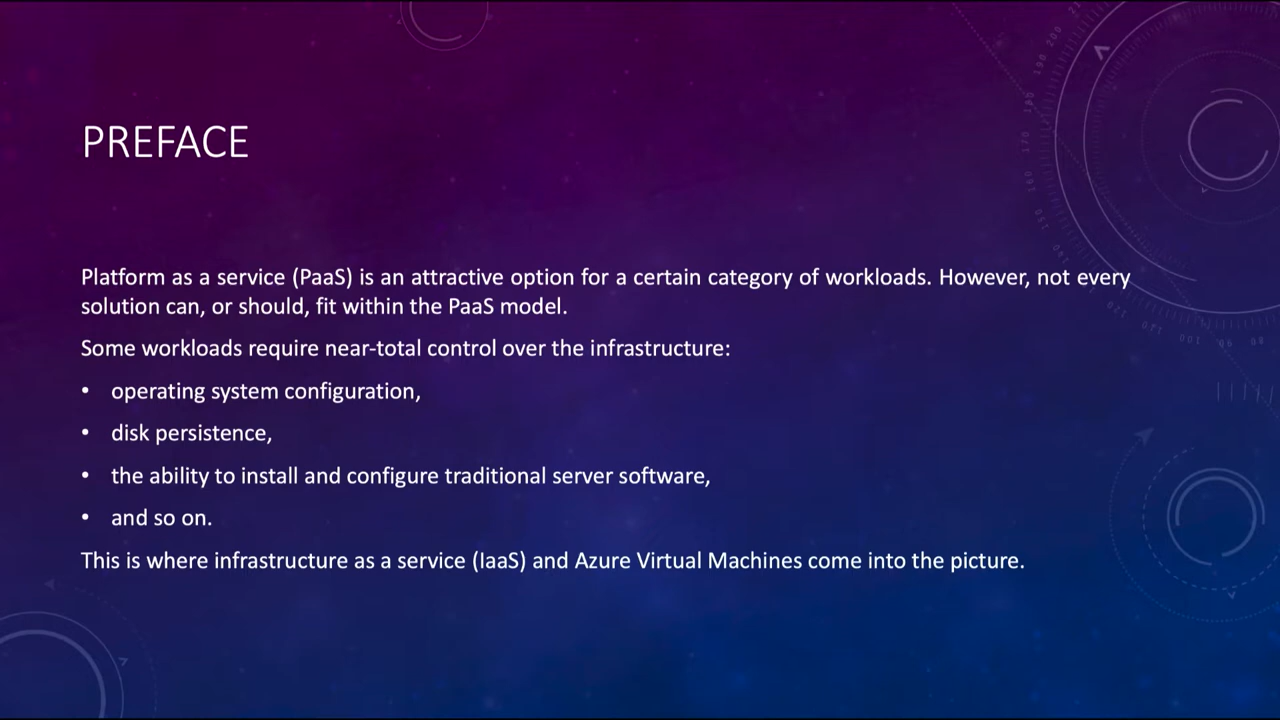 PREFACE
Platform as a service (PaaS) is an attractive option for a certain category of workloads. However, not every
solution can, or should, fit within the PaaS model.
Some workloads require near-total control over the infrastructure:
• operating system configuration,
• disk persistence,
• the ability to install and configure traditional server software,
• and so on.
This is where infrastructure as a service (IaaS) and Azure Virtual Machines come into the picture.